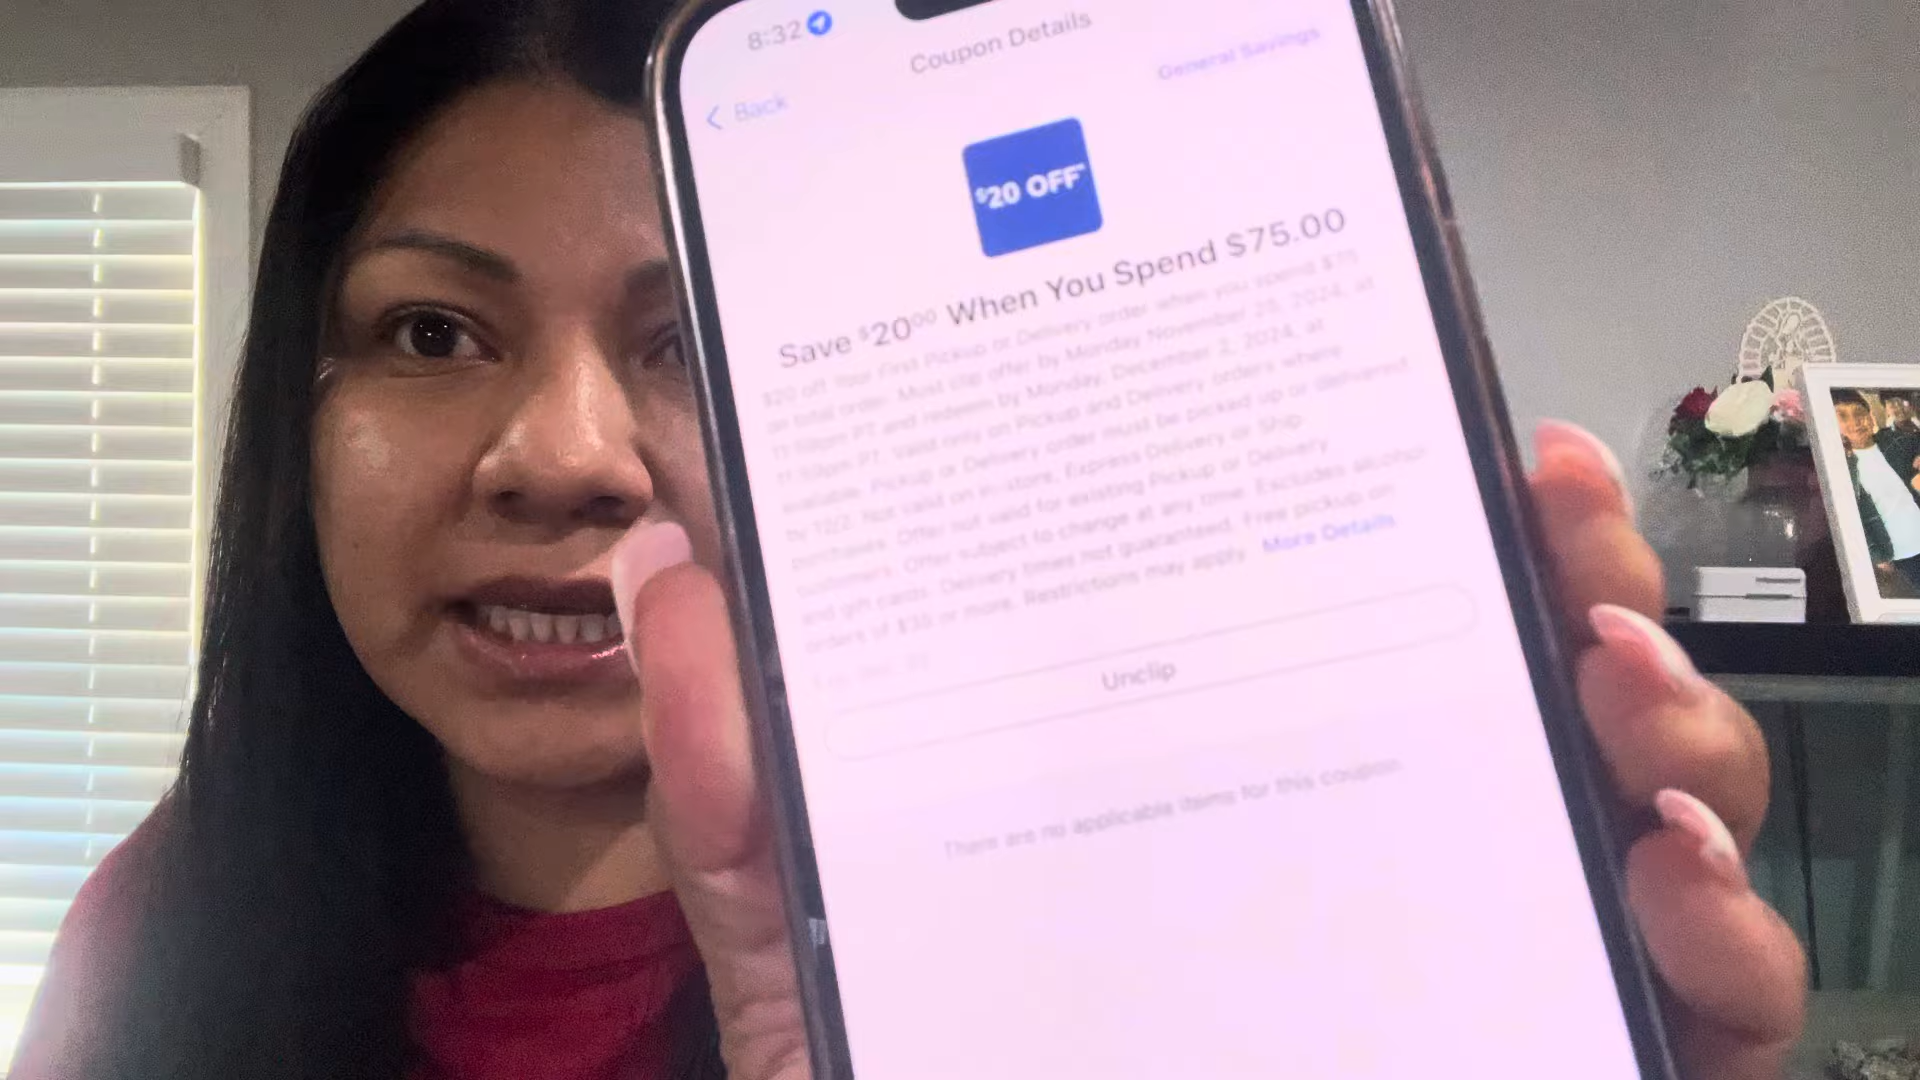 8:32
Coupon Details
General Savings
Back
$20 OFF
Save $20⁰⁰ When You Spend $75.00
$20 off Your First Pickup or Delivery order when you spend $75
on total order. Must clip offer by Monday November 25, 2024, at
11:59pm PT and redeem by Monday, December 2, 2024, at
11:59pm PT. Valid only on Pickup and Delivery orders where
available. Pickup or Delivery order must be picked up or delivered
by 12/2. Not valid on in-store, Express Delivery or Ship
purchases. Offer not valid for existing Pickup or Delivery
customers. Offer subject to change at any time. Excludes alcohol
and gift cards. Delivery times not guaranteed. Free pickup on
orders of $35 or more. Restrictions may apply. More Details
Unclip
There are no applicable items for this coupon